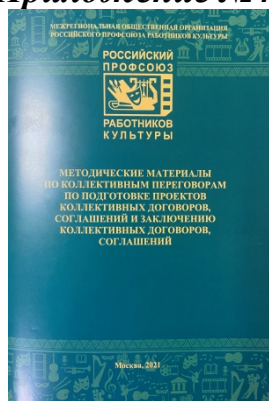 Приложение №
МЕЖРЕГИОНАЛЬНАЯ ОБЩЕСТВЕННАЯ ОРГАНИЗАЦИЯ
РОССИЙСКОГО ПРОФСОЮЗА РАБОТНИКОВ КУЛЬТУРЫ
РОССИЙСКИЙ
ПРОФСОЮЗ
РАБОТНИКОВ
КУЛЬТУРЫ
МЕТОДИЧЕСКИЕ МАТЕРИАЛЫ
ПО КОЛЛЕКТИВНЫМ ПЕРЕГОВОРАМ
ПО ПОДГОТОВКЕ ПРОЕКТОВ
КОЛЛЕКТИВНЫХ ДОГОВОРОВ,
СОГЛАШЕНИЙ И ЗАКЛЮЧЕНИЮ
КОЛЛЕКТИВНЫХ ДОГОВОРОВ,
СОГЛАШЕНИЙ
Москва, 2021